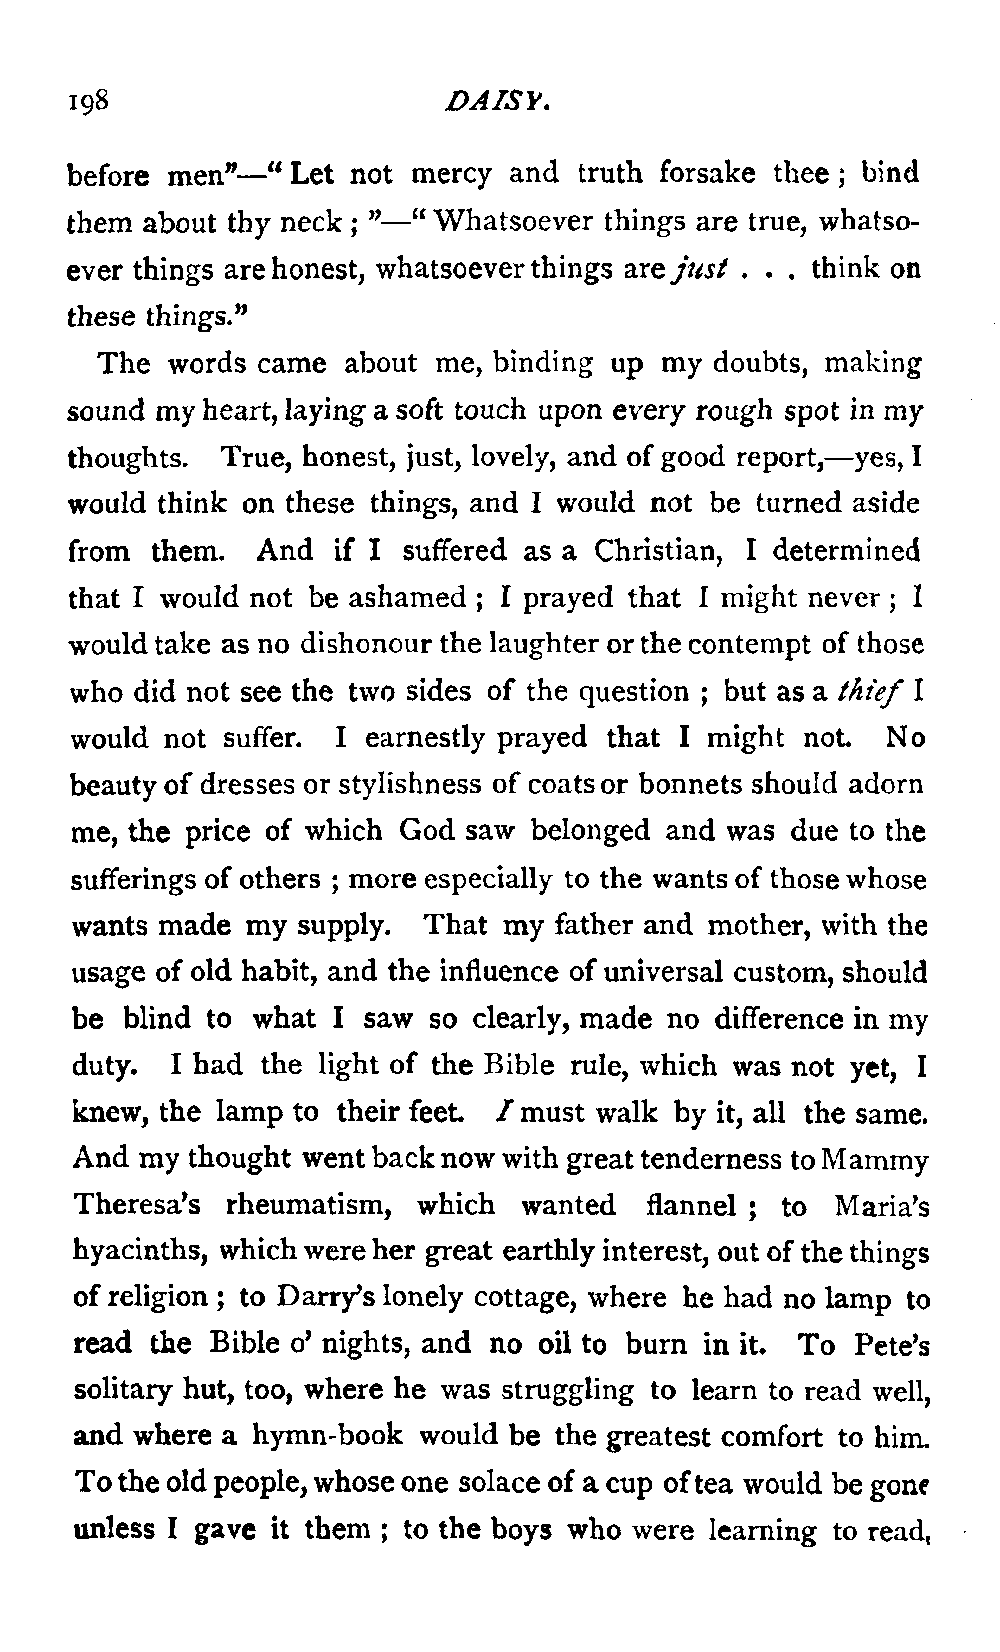 198 DAISY.
before men"—"Let not mercy and truth forsake thee; bind
them about thy neck; "—"Whatsoever things are true, whatso-
ever things are honest, whatsoever things are just . . . think on
these things."
The words came about me, binding up my doubts, making
sound my heart, laying a soft touch upon every rough spot in my
thoughts. True, honest, just, lovely, and of good report,—yes, I
would think on these things, and I would not be turned aside
from them. And if I suffered as a Christian, I determined
that I would not be ashamed; I prayed that I might never; I
would take as no dishonour the laughter or the contempt of those
who did not see the two sides of the question; but as a thief I
would not suffer. I earnestly prayed that I might not. No
beauty of dresses or stylishness of coats or bonnets should adorn
me, the price of which God saw belonged and was due to the
sufferings of others; more especially to the wants of those whose
wants made my supply. That my father and mother, with the
usage of old habit, and the influence of universal custom, should
be blind to what I saw so clearly, made no difference in my
duty. I had the light of the Bible rule, which was not yet, I
knew, the lamp to their feet. I must walk by it, all the same.
And my thought went back now with great tenderness to Mammy
Theresa's rheumatism, which wanted flannel; to Maria's
hyacinths, which were her great earthly interest, out of the things
of religion; to Darry's lonely cottage, where he had no lamp to
read the Bible o' nights, and no oil to burn in it. To Pete's
solitary hut, too, where he was struggling to learn to read well,
and where a hymn-book would be the greatest comfort to him.
To the old people, whose one solace of a cup of tea would be gone
unless I gave it them; to the boys who were learning to read,